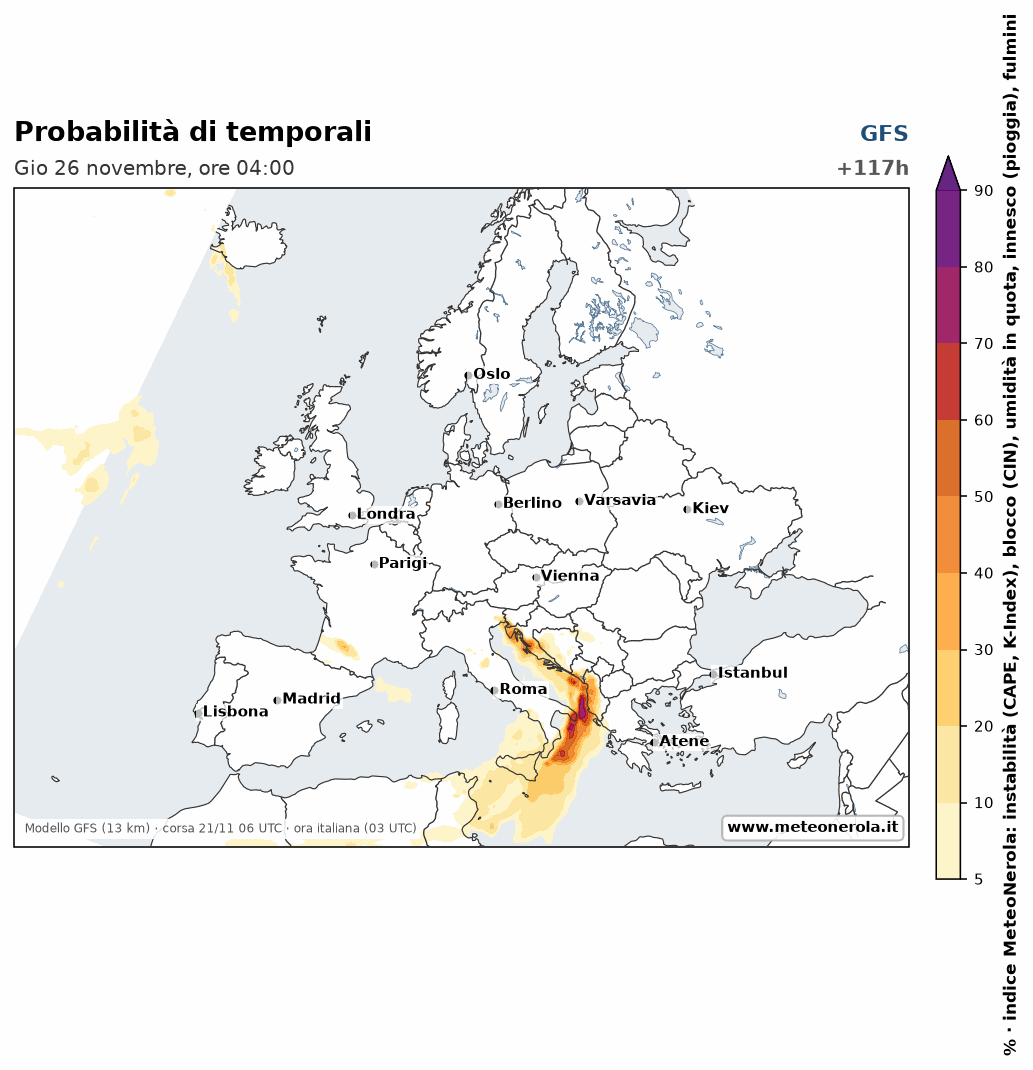 Probabilità di temporali
GFS
Gio 26 novembre, ore 04:00
+117h
Oslo
Berlino
Varsavia
Kiev
Londra
Parigi
Vienna
Istanbul
Roma
Madrid
Lisbona
Atene
Modello GFS (13 km) · corsa 21/11 06 UTC · ora italiana (03 UTC)
www.meteonerola.it
90
80
70
60
50
40
30
20
10
5
% · indice MeteoNerola: instabilità (CAPE, K-Index), blocco (CIN), umidità in quota, innesco (pioggia), fulmini